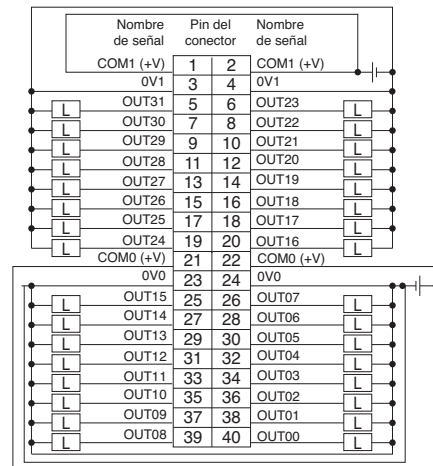 Nombre de señal Pin del conector Nombre de señal
COM1 (+V) 1 2 COM1 (+V)
0V1 3 4 0V1
L OUT31 5 6 OUT23 L
L OUT30 7 8 OUT22 L
L OUT29 9 10 OUT21 L
L OUT28 11 12 OUT20 L
L OUT27 13 14 OUT19 L
L OUT26 15 16 OUT18 L
L OUT25 17 18 OUT17 L
L OUT24 19 20 OUT16 L
COM0 (+V) 21 22 COM0 (+V)
0V0 23 24 0V0
L OUT15 25 26 OUT07 L
L OUT14 27 28 OUT06 L
L OUT13 29 30 OUT05 L
L OUT12 31 32 OUT04 L
L OUT11 33 34 OUT03 L
L OUT10 35 36 OUT02 L
L OUT09 37 38 OUT01 L
L OUT08 39 40 OUT00 L